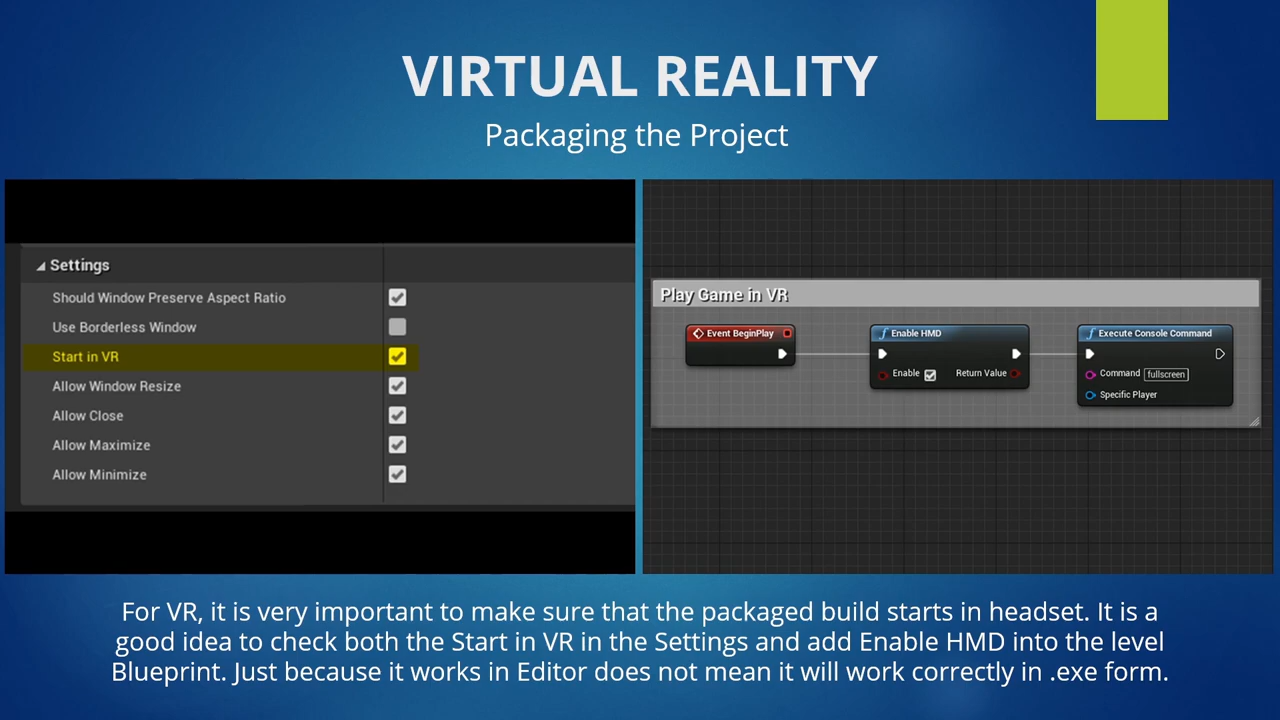 VIRTUAL REALITY
Packaging the Project
Settings
Should Window Preserve Aspect Ratio
Use Borderless Window
Start in VR
Allow Window Resize
Allow Close
Allow Maximize
Allow Minimize
Play Game in VR
Event BeginPlay
f Enable HMD
Enable
Return Value
f Execute Console Command
Command fullscreen
Specific Player
For VR, it is very important to make sure that the packaged build starts in headset. It is a
good idea to check both the Start in VR in the Settings and add Enable HMD into the level
Blueprint. Just because it works in Editor does not mean it will work correctly in .exe form.